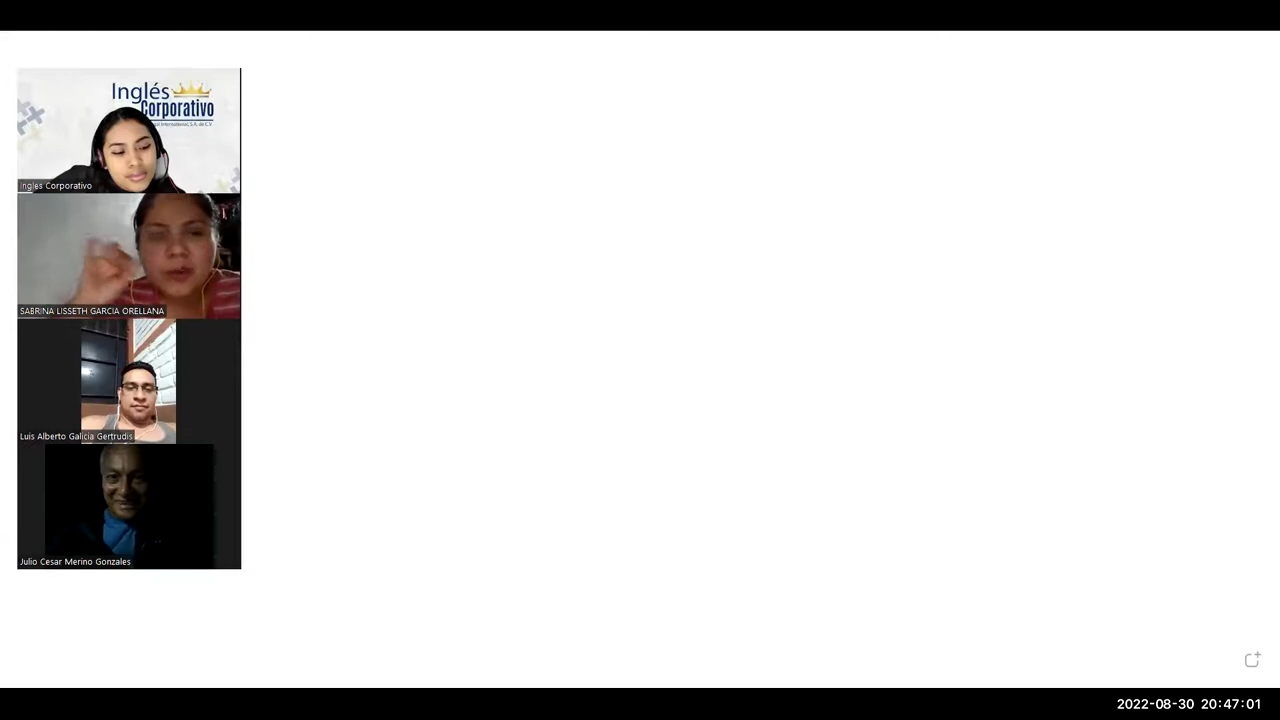 Inglés
Corporativo
Inglés Corporativo
SABRINA LISSETH GARCIA ORELLANA
Luis Alberto Galicia Gertrudis
Julio Cesar Merino Gonzales
2022-08-30 20:47:01